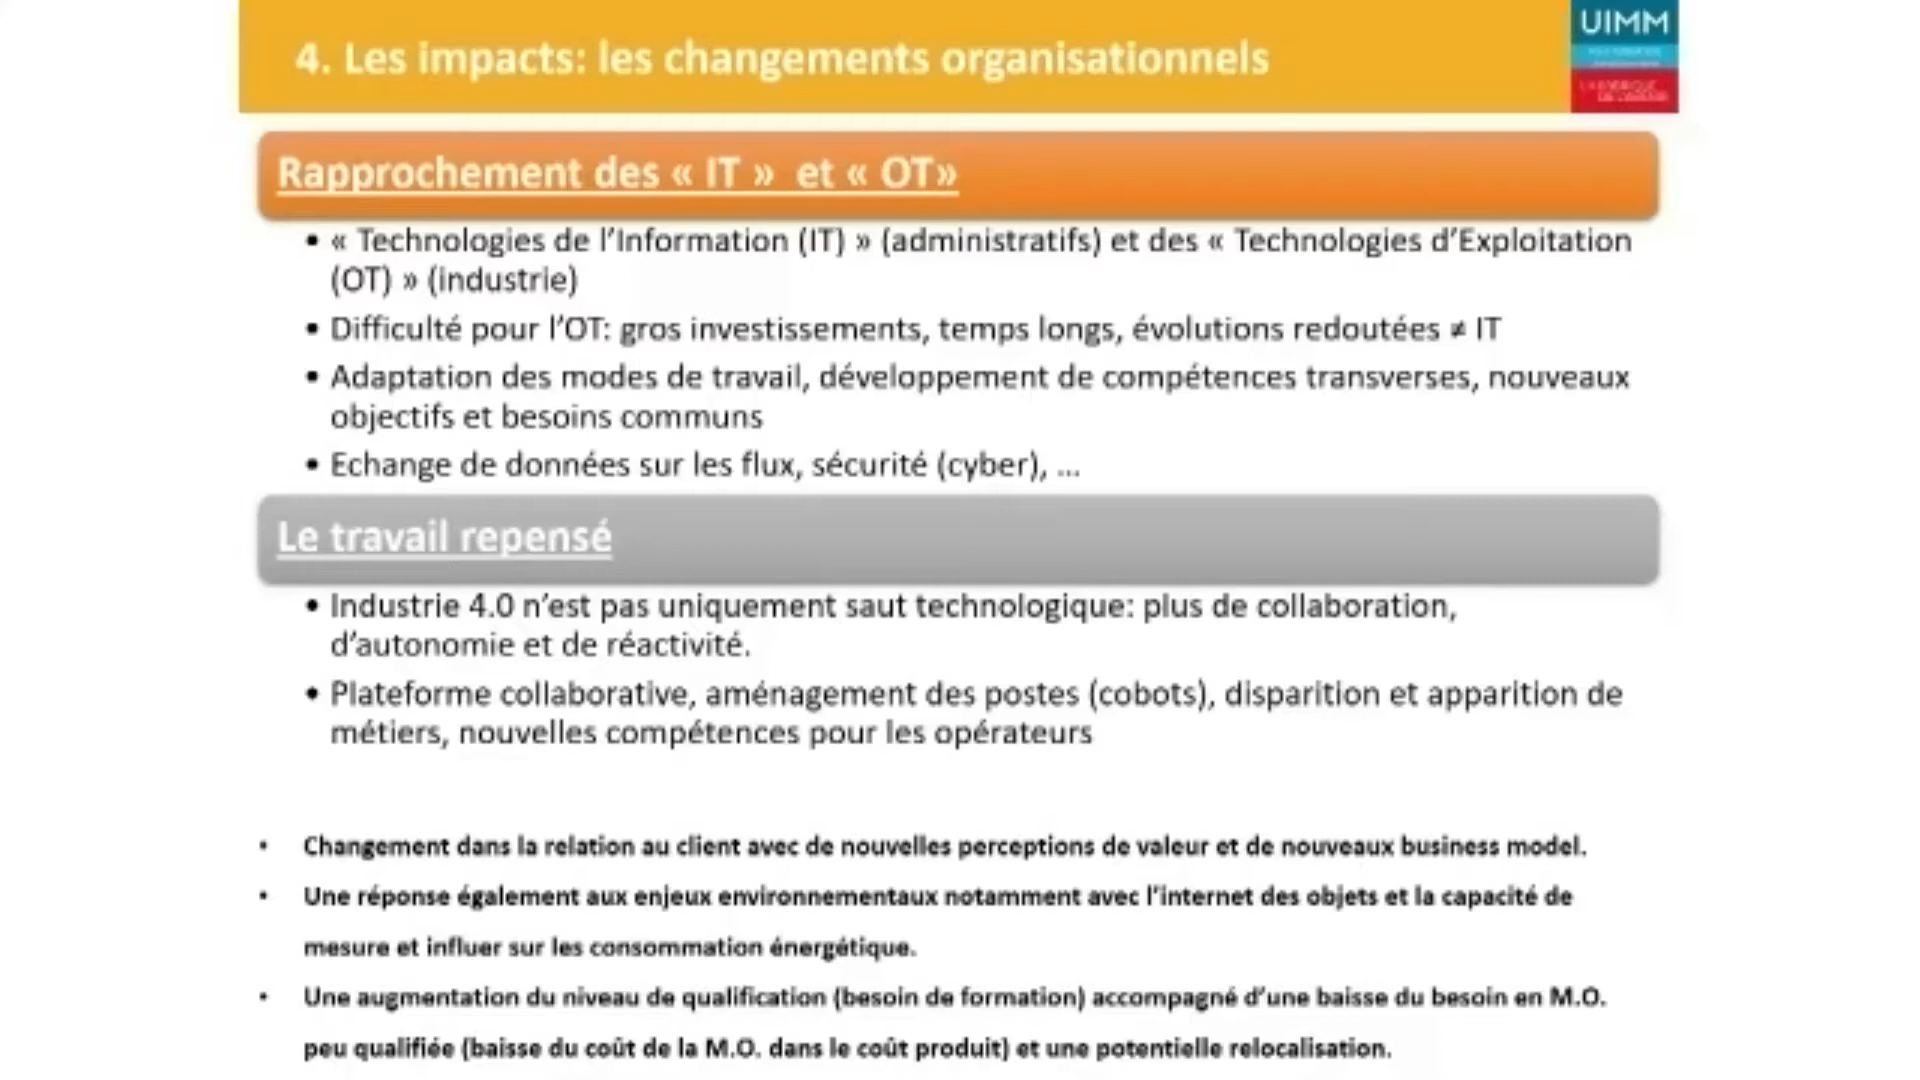 4. Les impacts: les changements organisationnels
UIMM
Rapprochement des « IT » et « OT»
• « Technologies de l'Information (IT) » (administratifs) et des « Technologies d'Exploitation
(OT) » (industrie)
• Difficulté pour l'OT: gros investissements, temps longs, évolutions redoutées ≠ IT
• Adaptation des modes de travail, développement de compétences transverses, nouveaux
objectifs et besoins communs
• Echange de données sur les flux, sécurité (cyber), ...
Le travail repensé
• Industrie 4.0 n'est pas uniquement saut technologique: plus de collaboration,
d'autonomie et de réactivité.
• Plateforme collaborative, aménagement des postes (cobots), disparition et apparition de
métiers, nouvelles compétences pour les opérateurs
• Changement dans la relation au client avec de nouvelles perceptions de valeur et de nouveaux business model.
• Une réponse également aux enjeux environnementaux notamment avec l'internet des objets et la capacité de
mesure et influer sur les consommation énergétique.
• Une augmentation du niveau de qualification (besoin de formation) accompagné d'une baisse du besoin en M.O.
peu qualifiée (baisse du coût de la M.O. dans le coût produit) et une potentielle relocalisation.